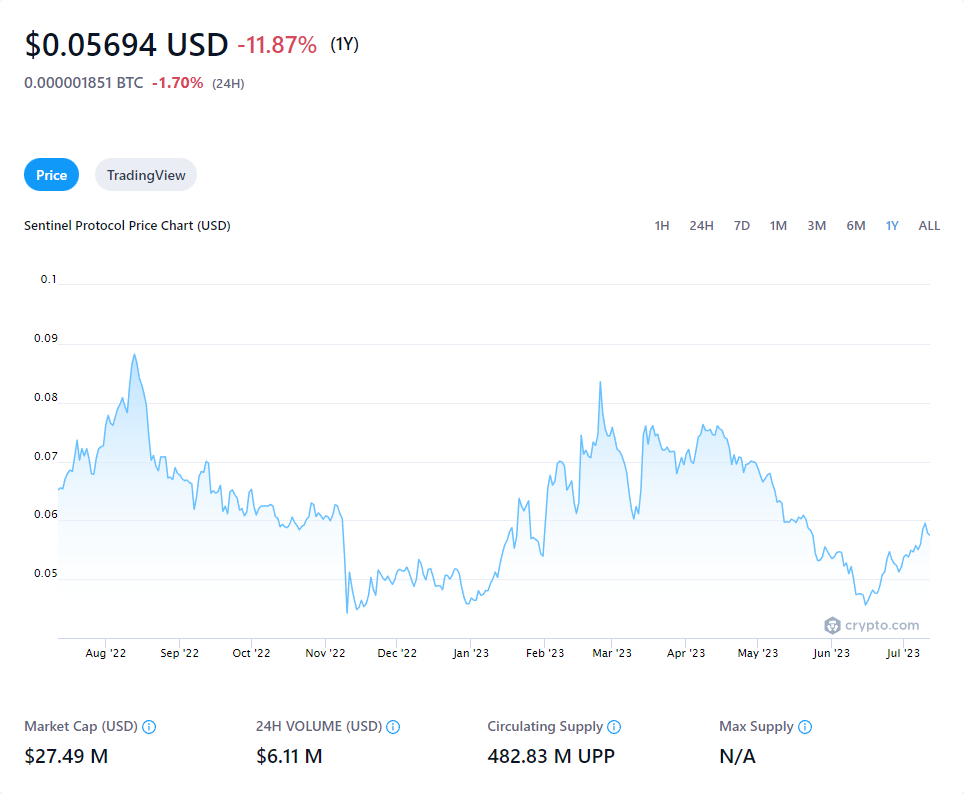 $0.05694 USD -11.87% (1Y)
0.000001851 BTC -1.70% (24H)
Price TradingView
Sentinel Protocol Price Chart (USD) 1H 24H 7D 1M 3M 6M 1Y ALL
0.1
0.09
0.08
0.07
0.06
0.05
crypto.com
Aug '22 Sep '22 Oct '22 Nov '22 Dec '22 Jan '23 Feb '23 Mar '23 Apr '23 May '23 Jun '23 Jul '23
Market Cap (USD) 24H VOLUME (USD) Circulating Supply Max Supply
$27.49 M $6.11 M 482.83 M UPP N/A